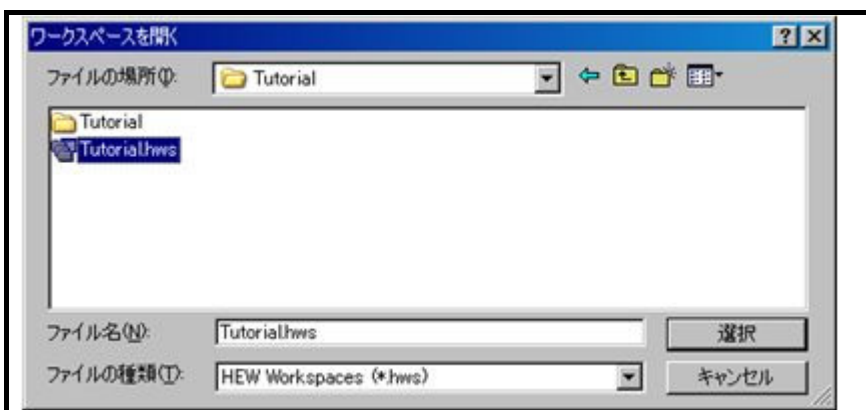 ワークスペースを開く
ファイルの場所(I): Tutorial
Tutorial
Tutorial.hws
ファイル名(N): Tutorial.hws 選択
ファイルの種類(T): HEW Workspaces (*.hws) キャンセル